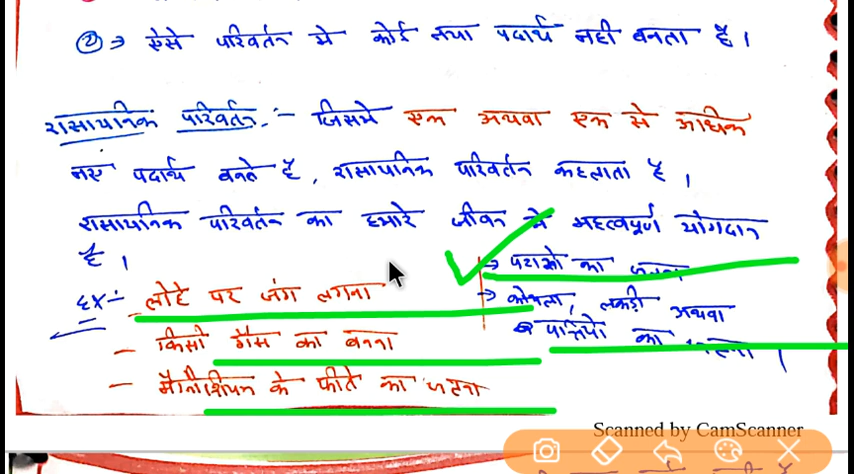 ② ⇒ ऐसे परिवर्तन मे कोई नया पदार्थ नही बनता है।
रासायनिक परिवर्तन :- जिसमे एक अथवा एक से अधिक
नए पदार्थ बनते है, रासायनिक परिवर्तन कहलाता है।
रासायनिक परिवर्तन का हमारे जीवन मे महत्वपूर्ण योगदान
है।
Ex:-
- लोहे पर जंग लगना
- किसी गैस का बनना
- मैग्नीशियम के फीते का जलना
→ पटाखो का जलना
→ कोयला, लकड़ी अथवा
पत्तियो का जलना।
Scanned by CamScanner